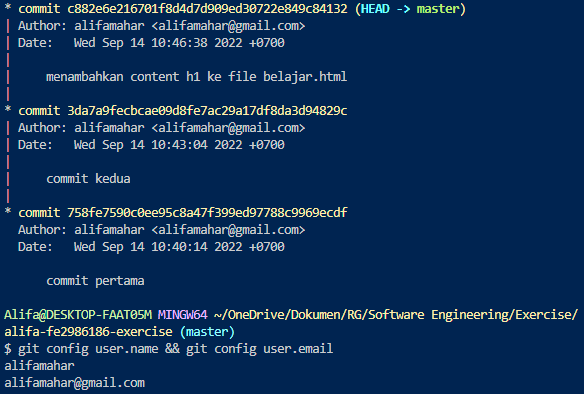 * commit c882e6e216701f8d4d7d909ed30722e849c84132 (HEAD -> master)
| Author: alifamahar <alifamahar@gmail.com>
| Date:   Wed Sep 14 10:46:38 2022 +0700
|
|     menambahkan content h1 ke file belajar.html
|
* commit 3da7a9fecbcae09d8fe7ac29a17df8da3d94829c
| Author: alifamahar <alifamahar@gmail.com>
| Date:   Wed Sep 14 10:43:04 2022 +0700
|
|     commit kedua
|
* commit 758fe7590c0ee95c8a47f399ed97788c9969ecdf
  Author: alifamahar <alifamahar@gmail.com>
  Date:   Wed Sep 14 10:40:14 2022 +0700

      commit pertama

Alifa@DESKTOP-FAAT05M MINGW64 ~/OneDrive/Dokumen/RG/Software Engineering/Exercise/
alifa-fe2986186-exercise (master)
$ git config user.name && git config user.email
alifamahar
alifamahar@gmail.com